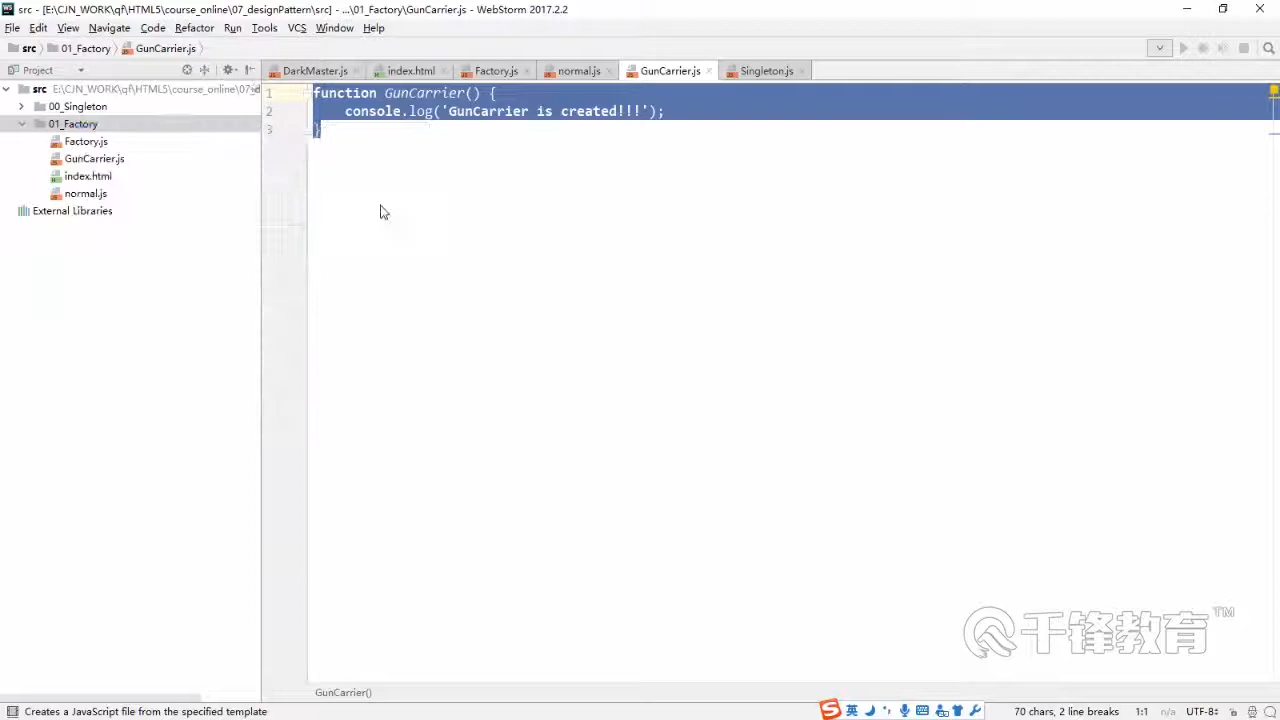 src - [E:\CJN_WORK\qf\HTML5\course_online\07_designPattern\src] - ...\01_Factory\GunCarrier.js - WebStorm 2017.2.2
File Edit View Navigate Code Refactor Run Tools VCS Window Help
src 01_Factory GunCarrier.js
Project DarkMaster.js index.html Factory.js normal.js GunCarrier.js Singleton.js
src E:\CJN_WORK\qf\HTML5\course_online\07
00_Singleton
01_Factory
Factory.js
GunCarrier.js
index.html
normal.js
External Libraries
1 function GunCarrier() {
2 console.log('GunCarrier is created!!!');
3 }
千锋教育 TM
GunCarrier()
Creates a JavaScript file from the specified template
英
70 chars, 2 line breaks 1:1 n/a UTF-8